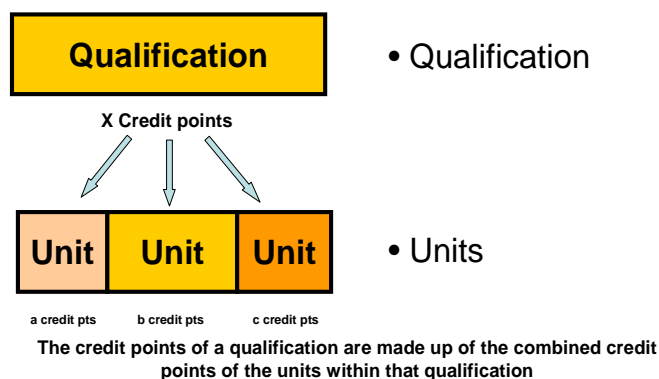 Qualification
• Qualification
X Credit points
Unit Unit Unit
• Units
a credit pts b credit pts c credit pts
The credit points of a qualification are made up of the combined credit
points of the units within that qualification